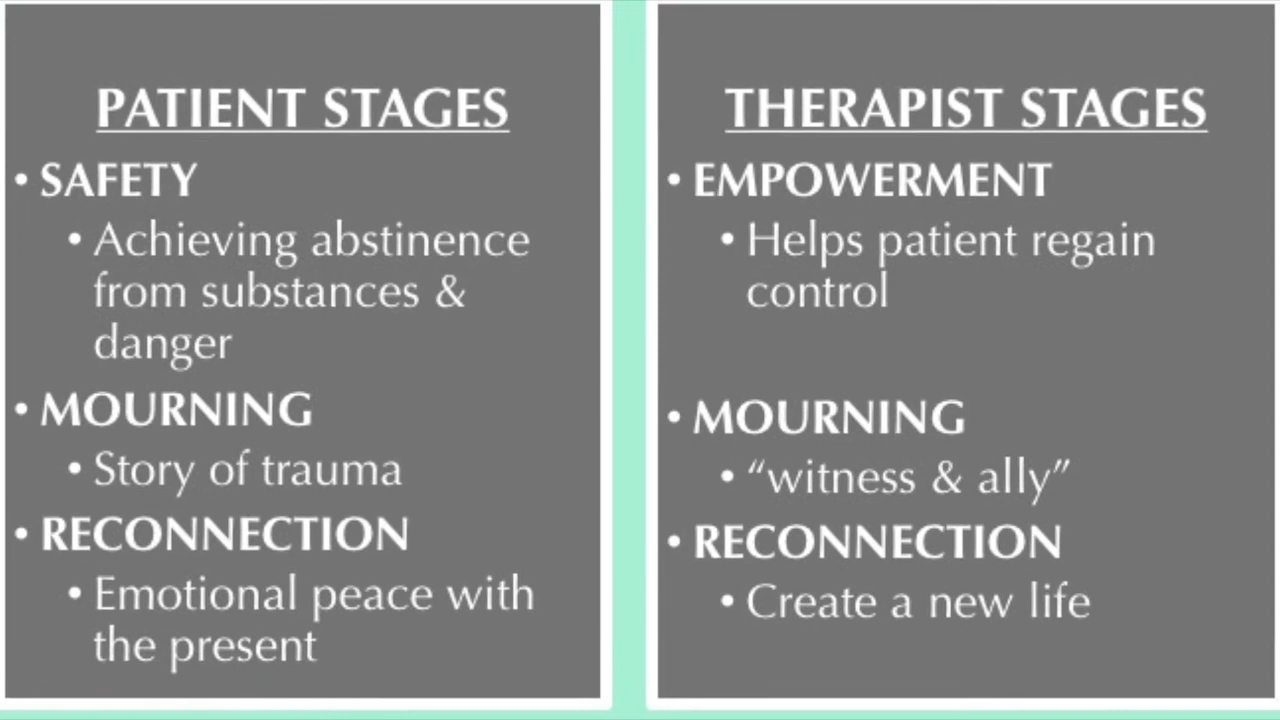 PATIENT STAGES
• SAFETY
• Achieving abstinence
from substances &
danger
• MOURNING
• Story of trauma
• RECONNECTION
• Emotional peace with
the present
THERAPIST STAGES
• EMPOWERMENT
• Helps patient regain
control
• MOURNING
• “witness & ally”
• RECONNECTION
• Create a new life